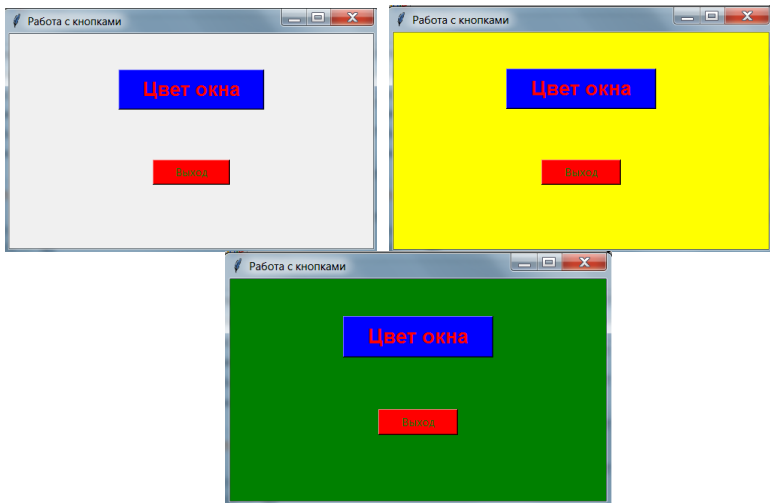 Работа с кнопками
Цвет окна
Выход
Работа с кнопками
Цвет окна
Выход
Работа с кнопками
Цвет окна
Выход